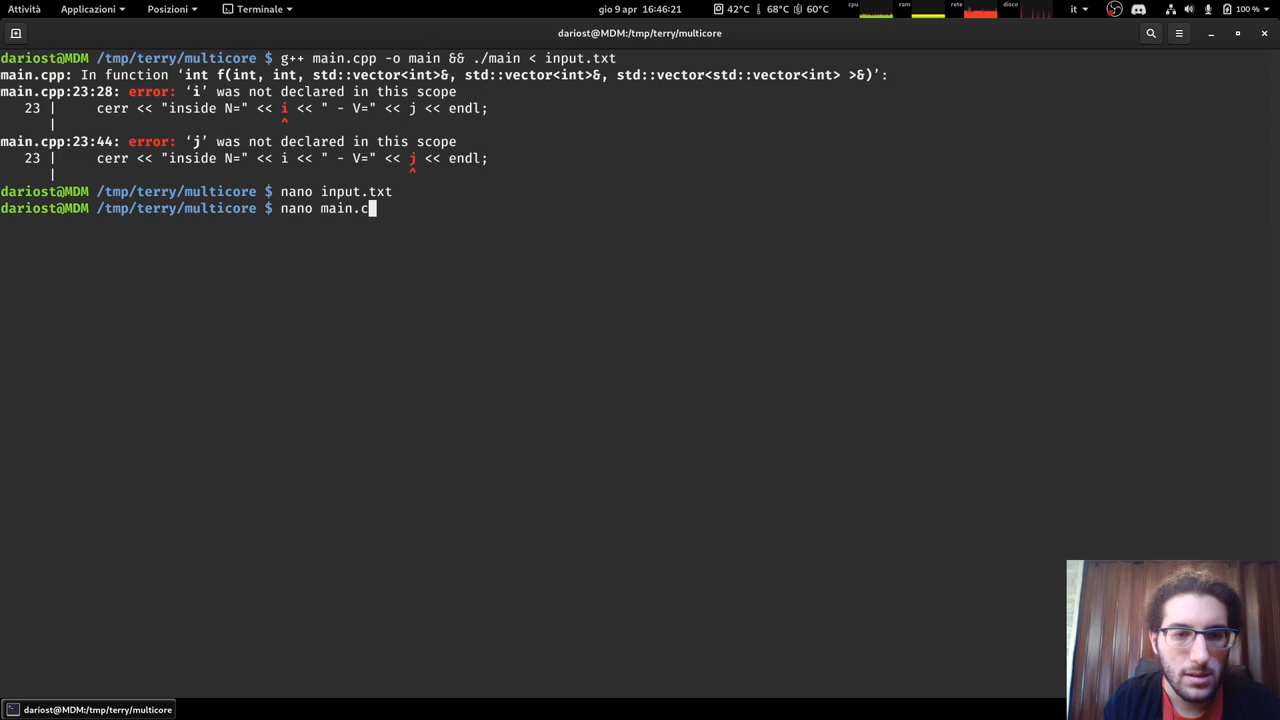 Attività Applicazioni Posizioni Terminale gio 9 apr 16:46:21 42°C 68°C 60°C cpu ram rete disco it 100 %
dariost@MDM:/tmp/terry/multicore
dariost@MDM /tmp/terry/multicore $ g++ main.cpp -o main && ./main < input.txt
main.cpp: In function ‘int f(int, int, std::vector<int>&, std::vector<int>&, std::vector<std::vector<int> >&)’:
main.cpp:23:28: error: ‘i’ was not declared in this scope
   23 |     cerr << "inside N=" << i << " - V=" << j << endl;
      |                            ^
main.cpp:23:44: error: ‘j’ was not declared in this scope
   23 |     cerr << "inside N=" << i << " - V=" << j << endl;
      |                                            ^
dariost@MDM /tmp/terry/multicore $ nano input.txt
dariost@MDM /tmp/terry/multicore $ nano main.c
dariost@MDM:/tmp/terry/multicore